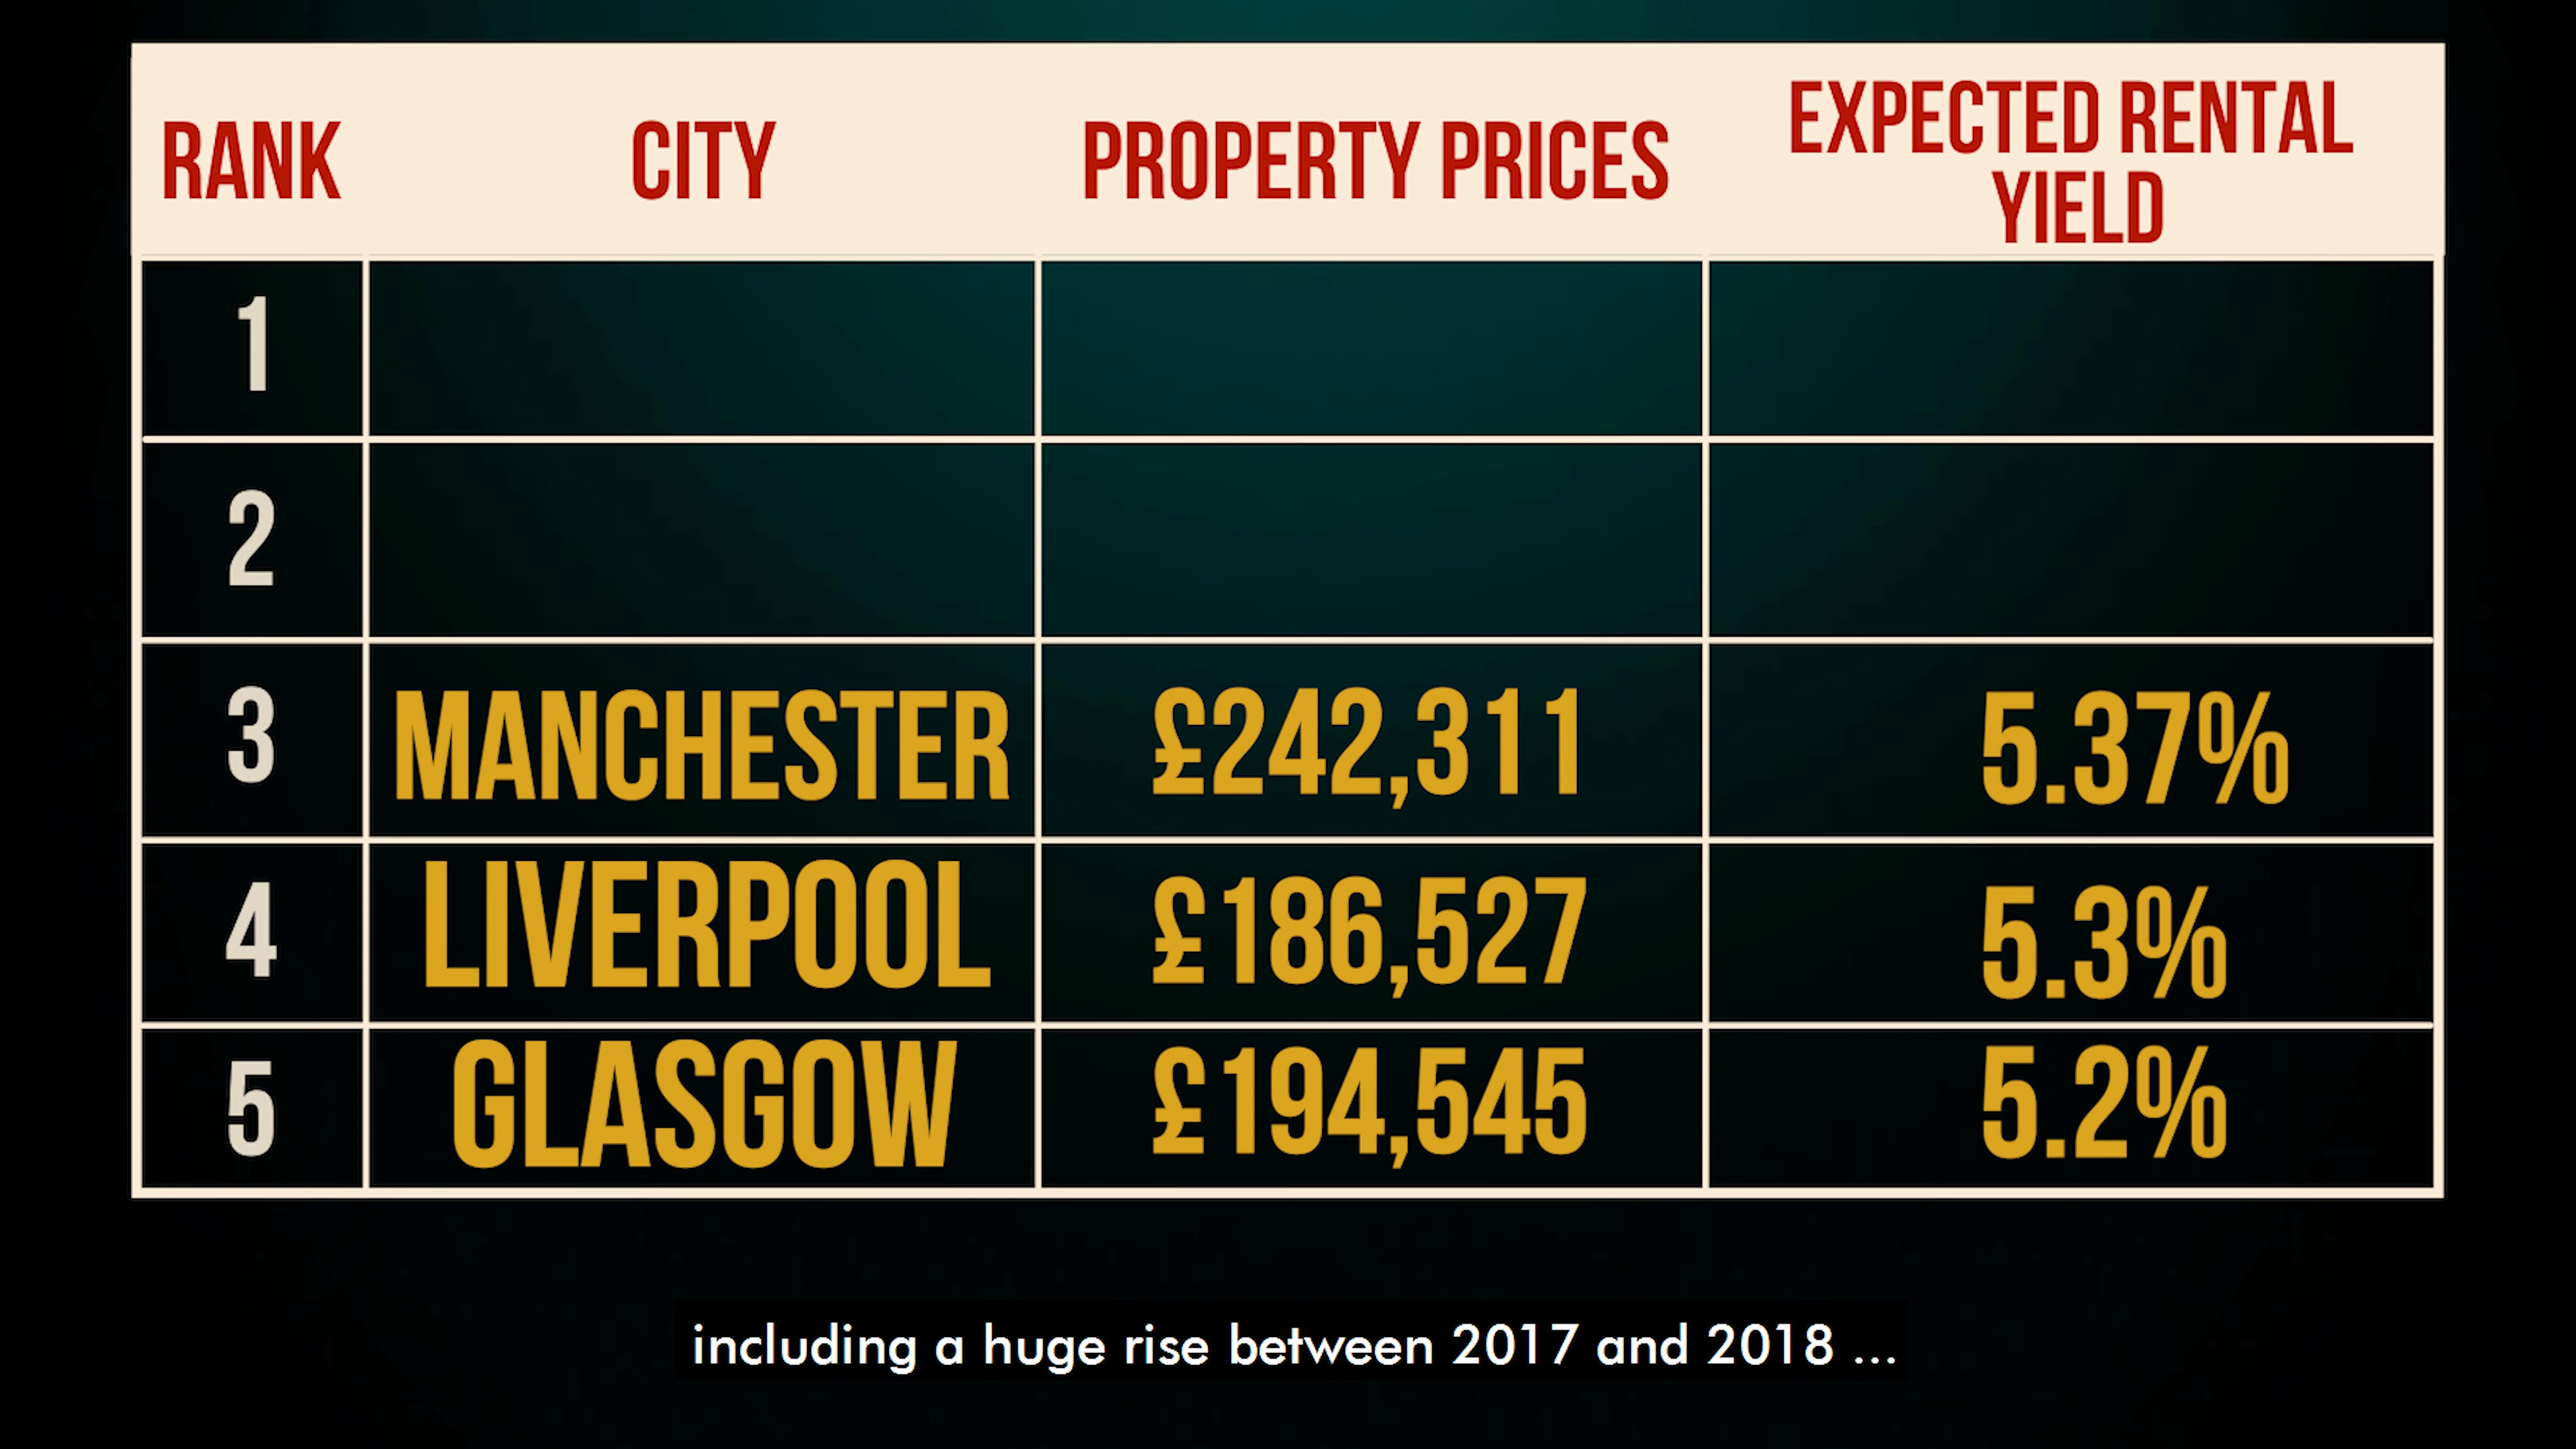 RANK CITY PROPERTY PRICES EXPECTED RENTAL
YIELD
1
2
3 MANCHESTER £242,311 5.37%
4 LIVERPOOL £186,527 5.3%
5 GLASGOW £194,545 5.2%
including a huge rise between 2017 and 2018 ...